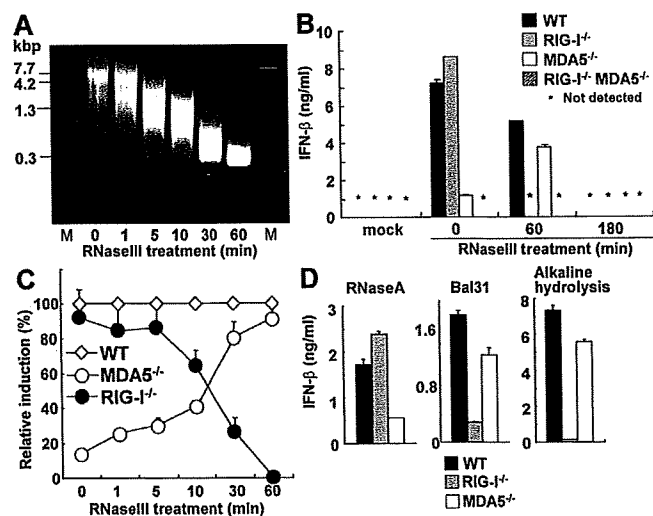 A
kbp
7.7
4.2
1.3
0.3
M 0 1 5 10 30 60 M
RNaseIII treatment (min)
B
WT
RIG-I-/-
MDA5-/-
RIG-I-/- MDA5-/-
* Not detected
IFN-β (ng/ml)
10
8
6
4
2
0
* * * * * * * * * * *
mock 0 60 180
RNaseIII treatment (min)
C
Relative induction (%)
100
80
60
40
20
0
WT
MDA5-/-
RIG-I-/-
0 1 5 10 30 60
RNaseIII treatment (min)
D
RNaseA
IFN-β (ng/ml)
3
2
1
0
Bal31
1.6
0.8
0
Alkaline
hydrolysis
8
6
4
2
0
WT
RIG-I-/-
MDA5-/-